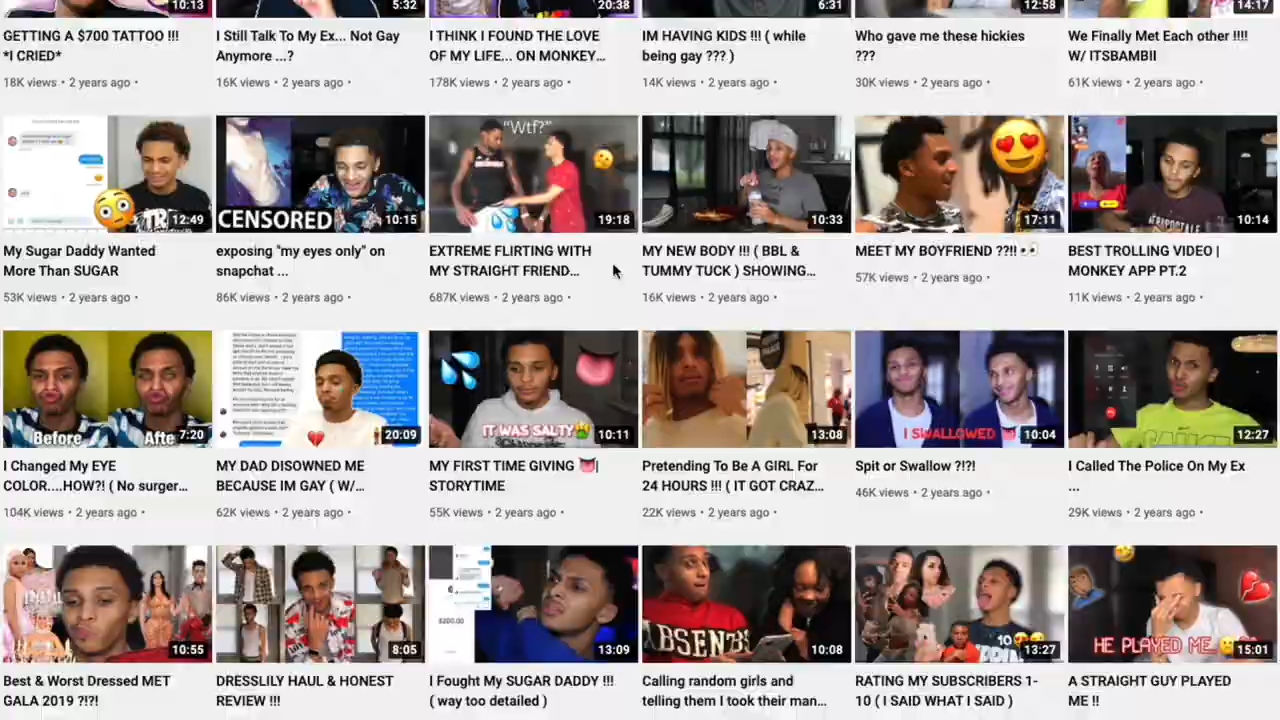 10:13
5:32
20:38
6:31
12:58
14:17
GETTING A $700 TATTOO !!!
*I CRIED*
18K views • 2 years ago •
I Still Talk To My Ex... Not Gay
Anymore ...?
16K views • 2 years ago •
I THINK I FOUND THE LOVE
OF MY LIFE... ON MONKEY...
178K views • 2 years ago •
IM HAVING KIDS !!! ( while
being gay ??? )
14K views • 2 years ago •
Who gave me these hickies
???
30K views • 2 years ago •
We Finally Met Each other !!!!
W/ ITSBAMBII
61K views • 2 years ago •
12:49
My Sugar Daddy Wanted
More Than SUGAR
53K views • 2 years ago •
CENSORED
10:15
exposing "my eyes only" on
snapchat ...
86K views • 2 years ago •
"Wtf?"
19:18
EXTREME FLIRTING WITH
MY STRAIGHT FRIEND...
687K views • 2 years ago •
10:33
MY NEW BODY !!! ( BBL &
TUMMY TUCK ) SHOWING...
16K views • 2 years ago •
17:11
MEET MY BOYFRIEND ??!! 👀
57K views • 2 years ago •
AEROPOSTALE
10:14
BEST TROLLING VIDEO |
MONKEY APP PT.2
11K views • 2 years ago •
Before
Afte
7:20
I Changed My EYE
COLOR....HOW?! ( No surger...
104K views • 2 years ago •
20:09
MY DAD DISOWNED ME
BECAUSE IM GAY ( W/...
62K views • 2 years ago •
IT WAS SALTY
10:11
MY FIRST TIME GIVING 👅|
STORYTIME
55K views • 2 years ago •
13:08
Pretending To Be A GIRL For
24 HOURS !!! ( IT GOT CRAZ...
22K views • 2 years ago •
I SWALLOWED
10:04
Spit or Swallow ?!?!
46K views • 2 years ago •
12:27
I Called The Police On My Ex
...
29K views • 2 years ago •
10:55
Best & Worst Dressed MET
GALA 2019 ?!?!
8:05
DRESSLILY HAUL & HONEST
REVIEW !!!
$200.00
13:09
I Fought My SUGAR DADDY !!!
( way too detailed )
ABSENT
10:08
Calling random girls and
telling them I took their man...
10
13:27
RATING MY SUBSCRIBERS 1-
10 ( I SAID WHAT I SAID )
HE PLAYED ME
15:01
A STRAIGHT GUY PLAYED
ME !!